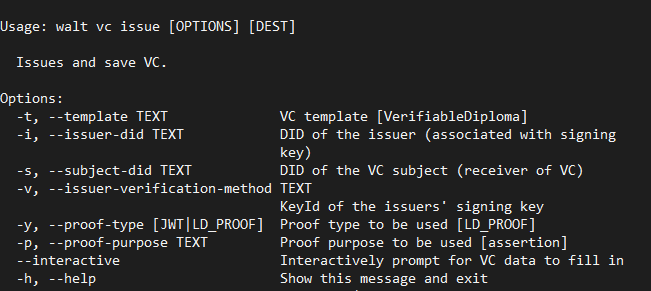 Usage: walt vc issue [OPTIONS] [DEST]
Issues and save VC.
Options:
-t, --template TEXT VC template [VerifiableDiploma]
-i, --issuer-did TEXT DID of the issuer (associated with signing
key)
-s, --subject-did TEXT DID of the VC subject (receiver of VC)
-v, --issuer-verification-method TEXT
KeyId of the issuers' signing key
-y, --proof-type [JWT|LD_PROOF] Proof type to be used [LD_PROOF]
-p, --proof-purpose TEXT Proof purpose to be used [assertion]
--interactive Interactively prompt for VC data to fill in
-h, --help Show this message and exit